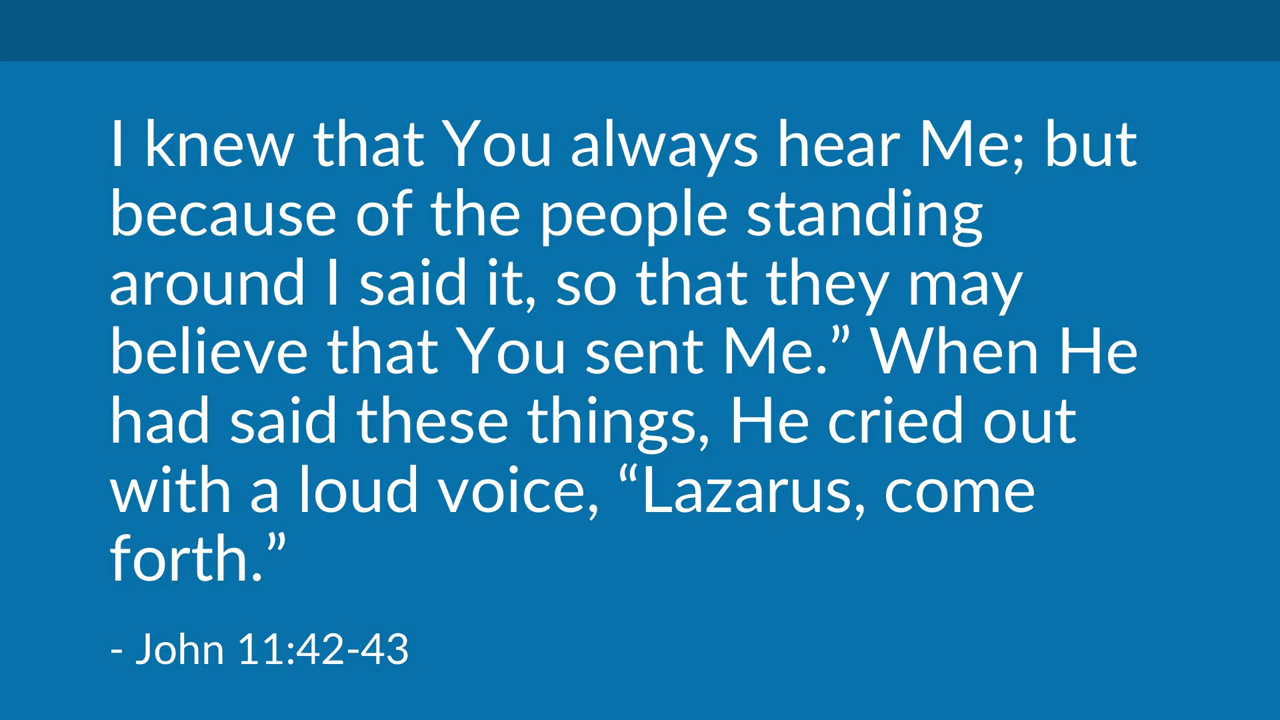 I knew that You always hear Me; but
because of the people standing
around I said it, so that they may
believe that You sent Me.” When He
had said these things, He cried out
with a loud voice, “Lazarus, come
forth.”
- John 11:42-43